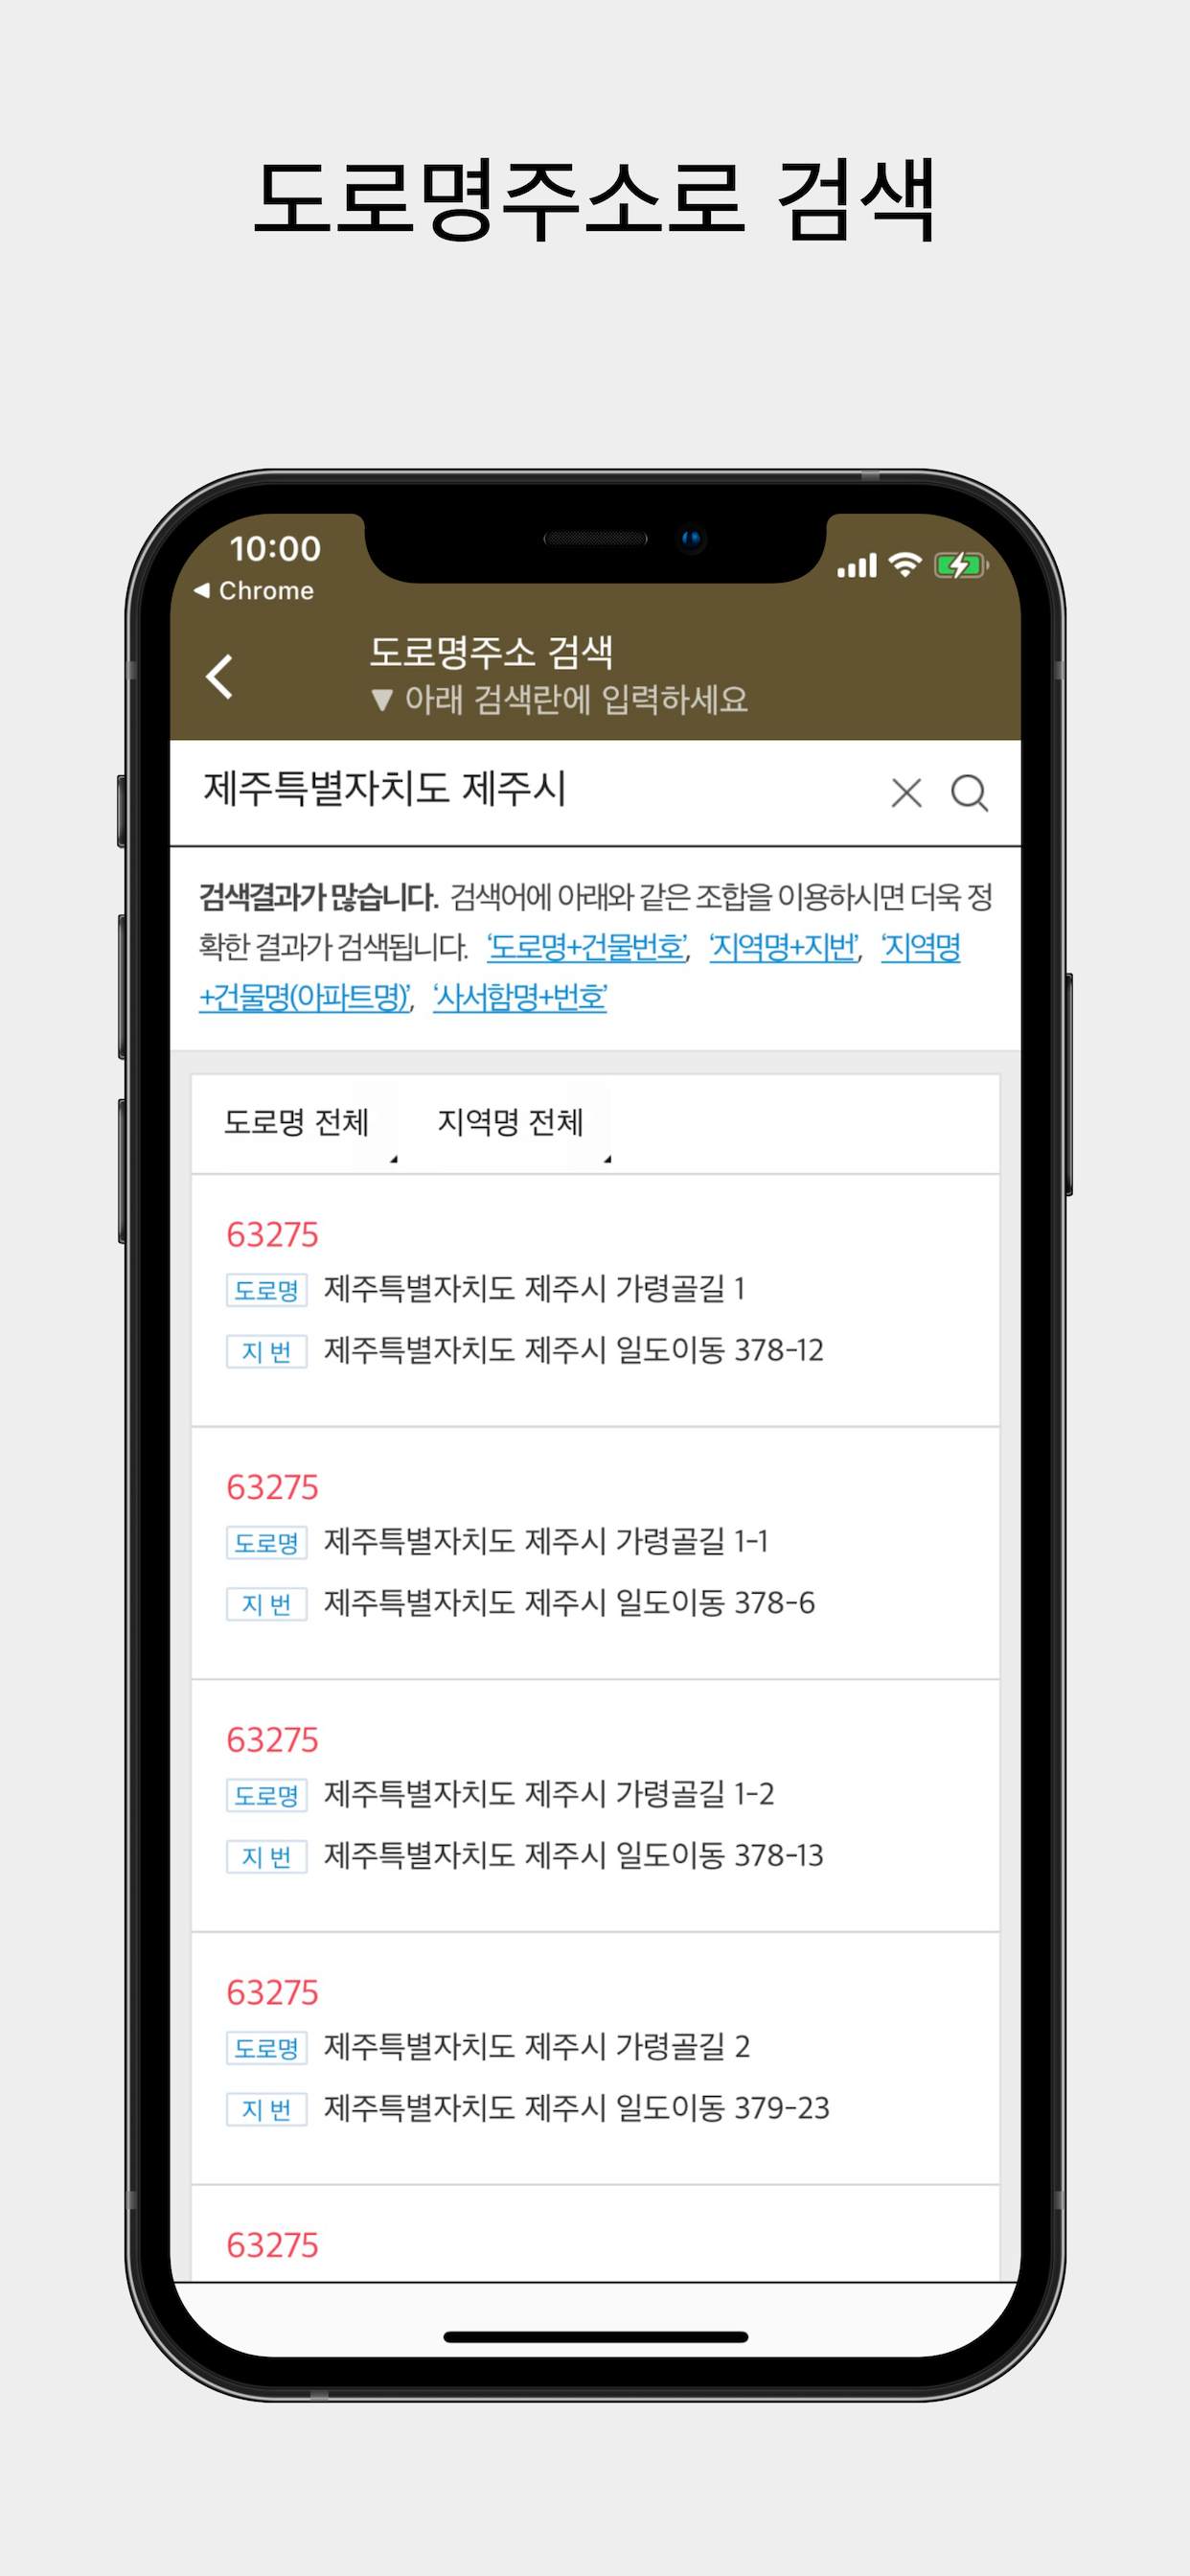 도로명주소로 검색
10:00
◀ Chrome
도로명주소 검색
▼ 아래 검색란에 입력하세요
제주특별자치도 제주시
검색결과가 많습니다. 검색어에 아래와 같은 조합을 이용하시면 더욱 정
확한 결과가 검색됩니다. ‘도로명+건물번호’, ‘지역명+지번’, ‘지역명
+건물명(아파트명)’, ‘사서함명+번호’
도로명 전체 지역명 전체
63275
도로명 제주특별자치도 제주시 가령골길 1
지 번 제주특별자치도 제주시 일도이동 378-12
63275
도로명 제주특별자치도 제주시 가령골길 1-1
지 번 제주특별자치도 제주시 일도이동 378-6
63275
도로명 제주특별자치도 제주시 가령골길 1-2
지 번 제주특별자치도 제주시 일도이동 378-13
63275
도로명 제주특별자치도 제주시 가령골길 2
지 번 제주특별자치도 제주시 일도이동 379-23
63275